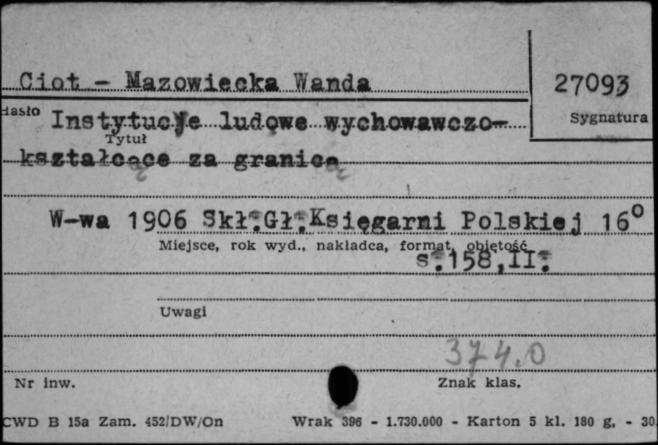 Ciot - Mazowiecka Wanda
27093
Hasło
Instytucje ludowe wychowawczo-
Sygnatura
Tytuł
kształcące za granicą
W-wa 1906 Skł.Gł.Księgarni Polskiej 16°
Miejsce, rok wyd., nakładca, format, objętość
s.158,II.
Uwagi
374.0
Nr inw.
Znak klas.
CWD B 15a Zam. 452/DW/On Wrak 396 - 1.730.000 - Karton 5 kl. 180 g, - 30